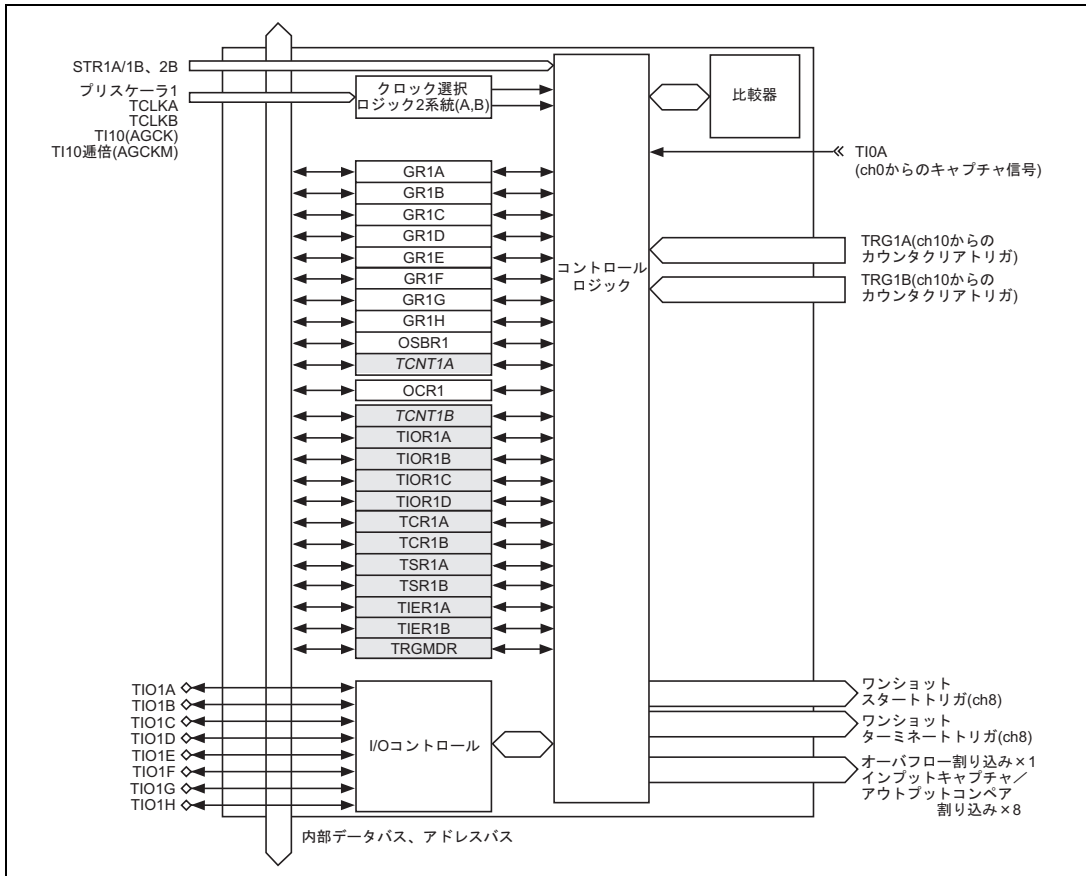 STR1A/1B、2B
プリスケーラ1
TCLKA
TCLKB
TI10(AGCK)
TI10逓倍(AGCKM)
クロック選択
ロジック2系統(A,B)
比較器
TI0A
(ch0からのキャプチャ信号)
GR1A
GR1B
GR1C
GR1D
GR1E
GR1F
GR1G
GR1H
OSBR1
TCNT1A
OCR1
TCNT1B
TIOR1A
TIOR1B
TIOR1C
TIOR1D
TCR1A
TCR1B
TSR1A
TSR1B
TIER1A
TIER1B
TRGMDR
コントロール
ロジック
TRG1A(ch10からの
カウンタクリアトリガ)
TRG1B(ch10からの
カウンタクリアトリガ)
TIO1A
TIO1B
TIO1C
TIO1D
TIO1E
TIO1F
TIO1G
TIO1H
I/Oコントロール
ワンショット
スタートトリガ(ch8)
ワンショット
ターミネートトリガ(ch8)
オーバフロー割り込み×1
インプットキャプチャ／
アウトプットコンペア
割り込み×8
内部データバス、アドレスバス